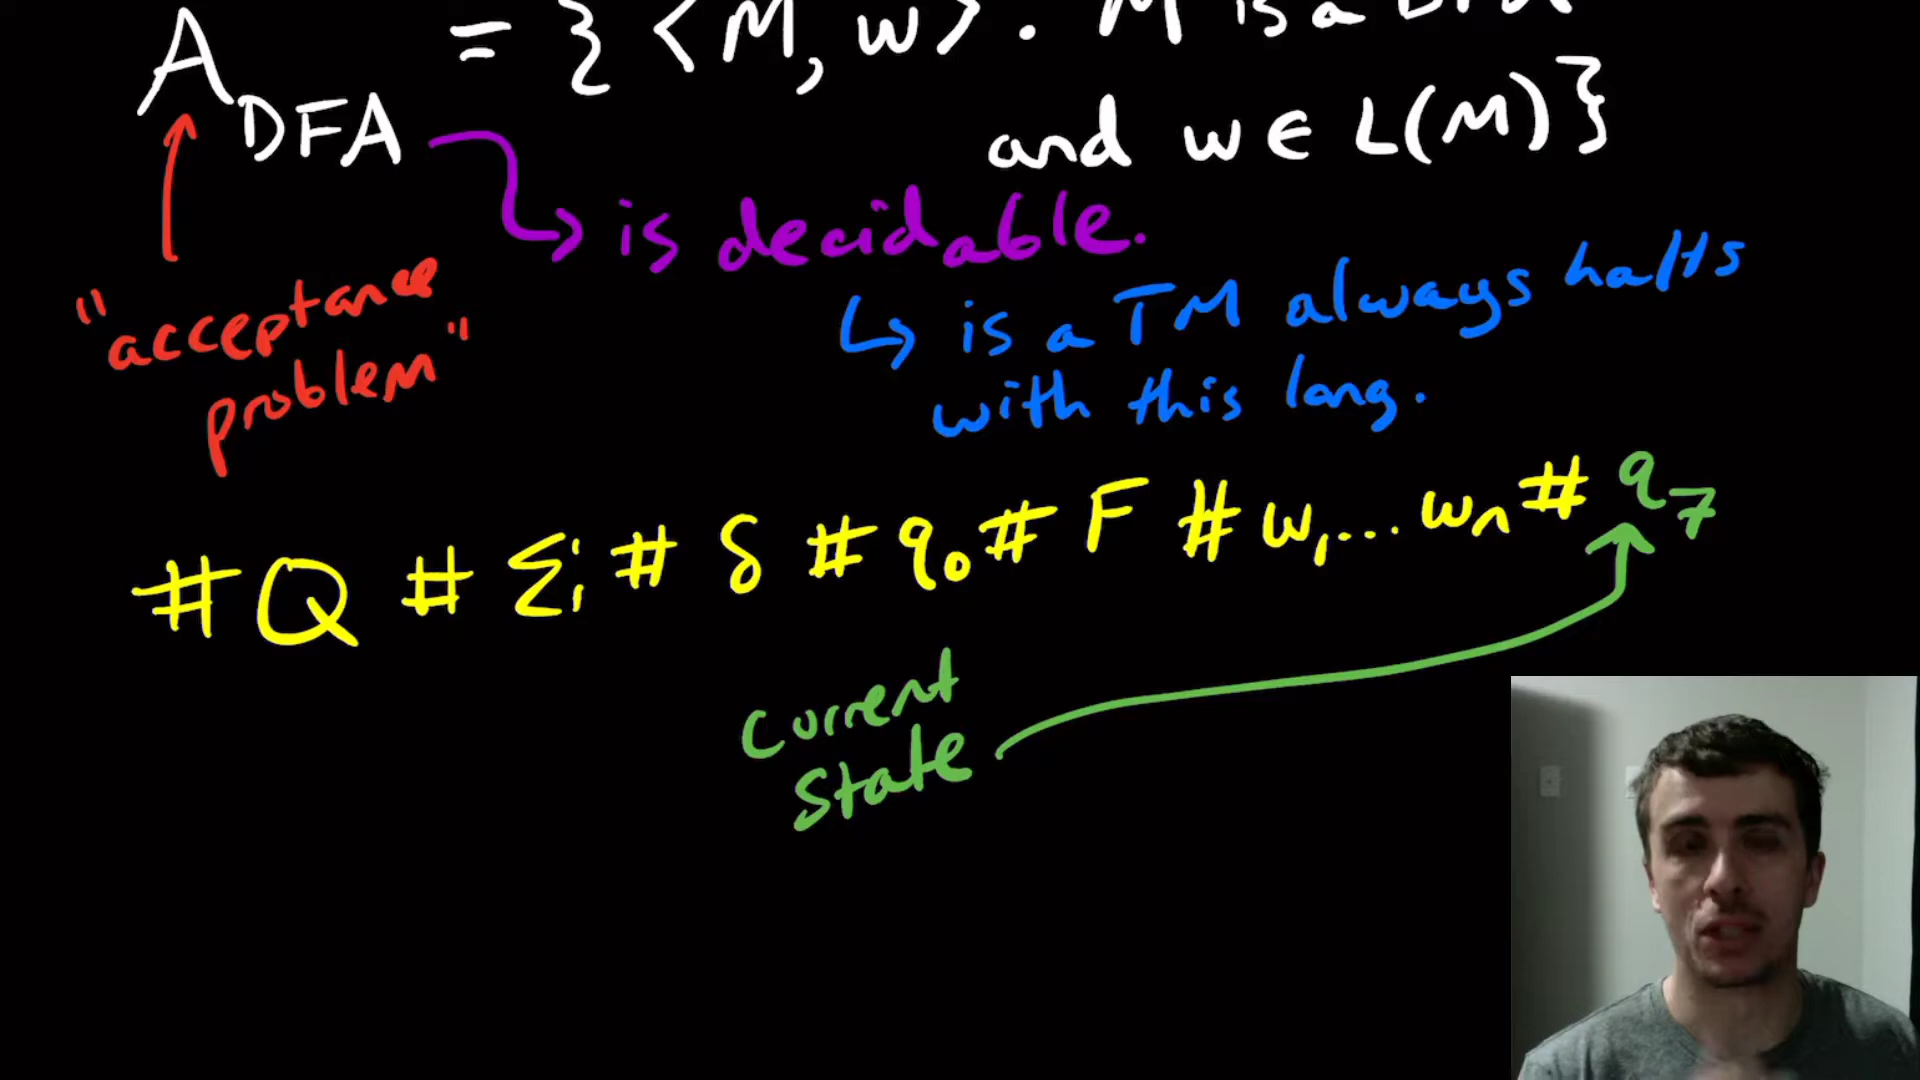 A DFA = { <M, w> : M is a DFA
and w ∈ L(M) }
is decidable.
"acceptance
problem"
↳ is a TM always halts
with this lang.
# Q # Σ # δ # q₀ # F # w₁ ... wₙ # q₇
Current
State